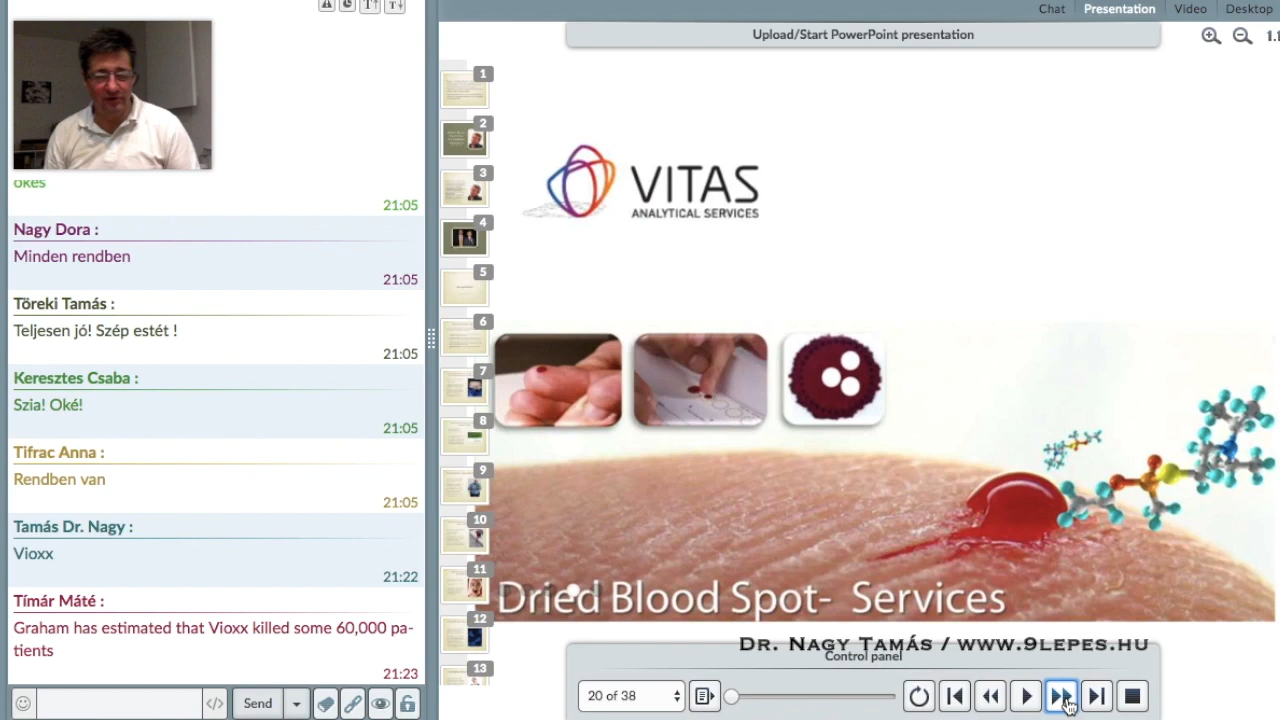 Chat
Presentation
Video
Desktop
Upload/Start PowerPoint presentation
1.1
okés
21:05
Nagy Dora :
Minden rendben
21:05
Töreki Tamás :
Teljesen jó! Szép estét !
21:05
Keresztes Csaba :
Szia! Oké!
21:05
Tifrac Anna :
Rendben van
21:05
Tamás Dr. Nagy :
Vioxx
21:22
Tímár Máté :
Graham has estimated that Vioxx killed some 60,000 pa-
tients
21:23
Send
1
2
3
4
5
6
7
8
9
10
11
12
13
VITAS
ANALYTICAL SERVICES
Dried Blood Spot- Services
Dr. Nagy Tamás / www.9lepes.hu
Control panel
20 of 38